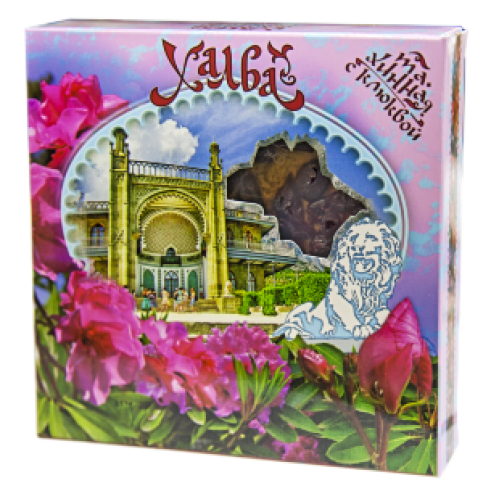 Халва
та-
хинная
с клюквой